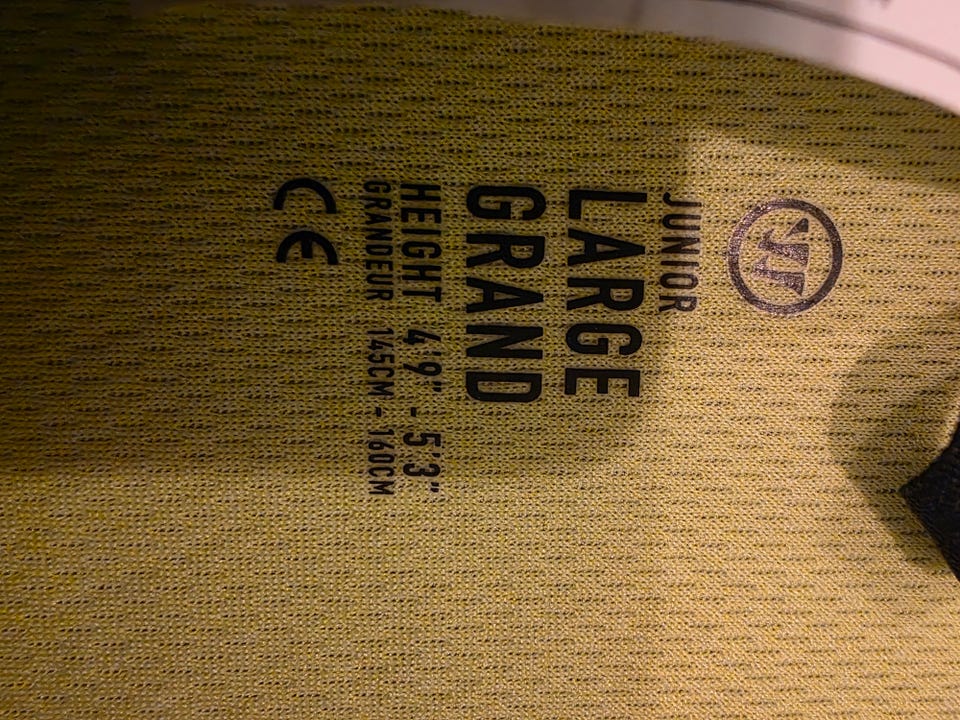 JUNIOR
LARGE
GRAND
HEIGHT 4'9" - 5'3"
GRANDEUR 145CM - 160CM
CE